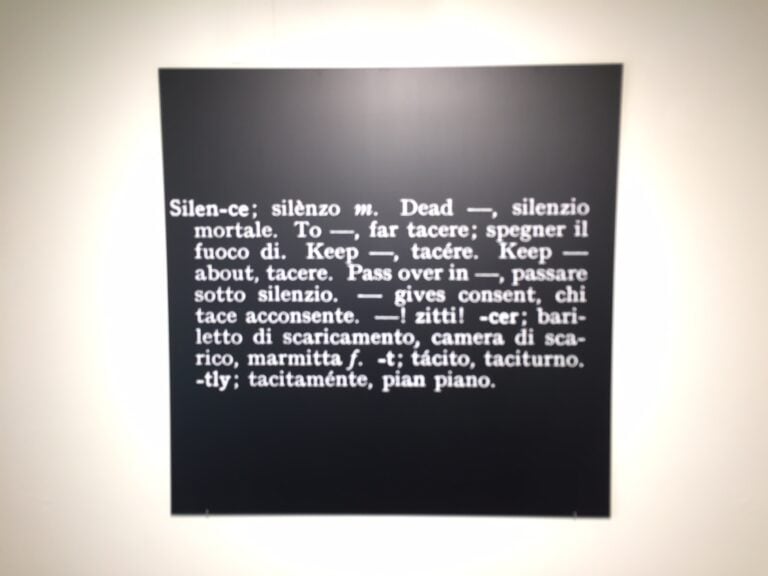 Silen-ce; silènzo m. Dead —, silenzio
mortale. To —, far tacere; spegner il
fuoco di. Keep —, tacére. Keep —
about, tacere. Pass over in —, passare
sotto silenzio. — gives consent, chi
tace acconsente. —! zitti! -cer; bari-
letto di scaricamento, camera di sca-
rico, marmitta f. -t; tácito, taciturno.
-tly; tacitaménte, pian piano.